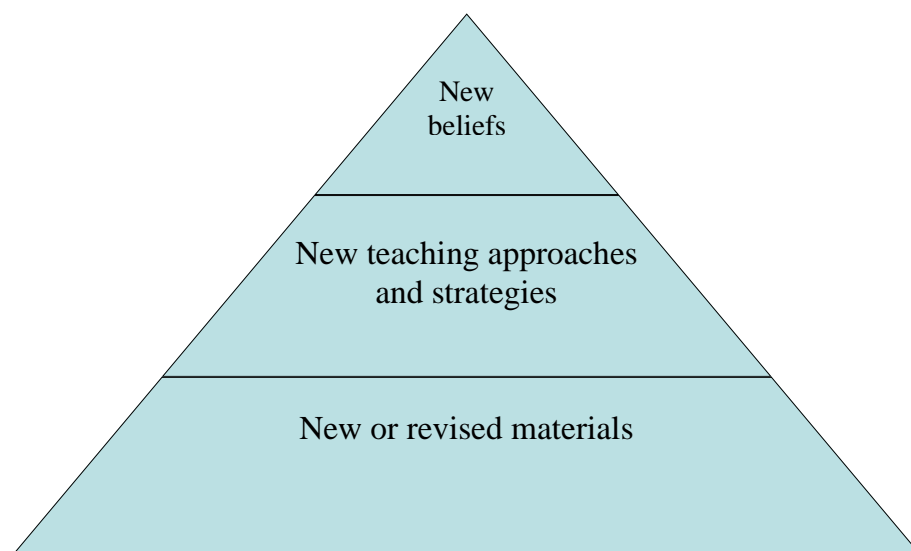 New
beliefs
New teaching approaches
and strategies
New or revised materials